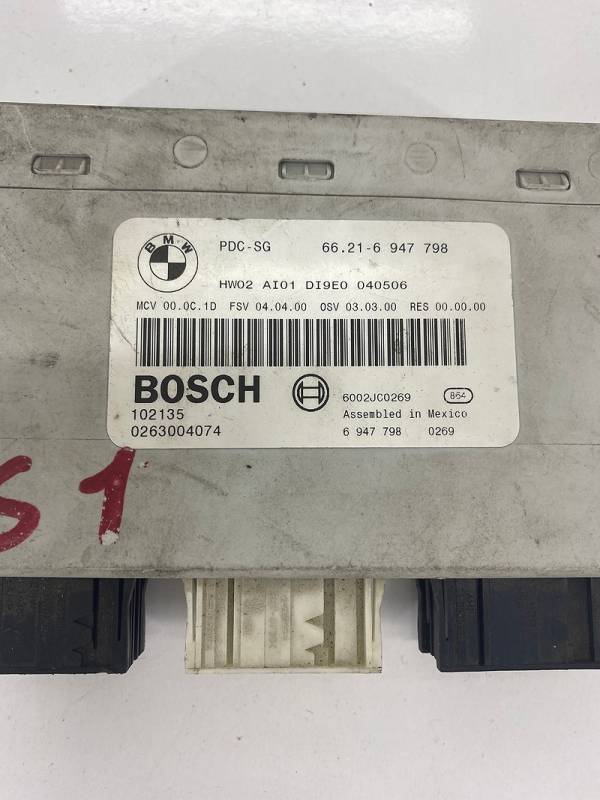 BMW
PDC-SG 66.21-6 947 798
HW02 AI01 DI9E0 040506
MCV 00.0C.1D FSV 04.04.00 OSV 03.03.00 RES 00.00.00
BOSCH
6002JC0269 864
102135 Assembled in Mexico
0263004074 6 947 798 0269
S1